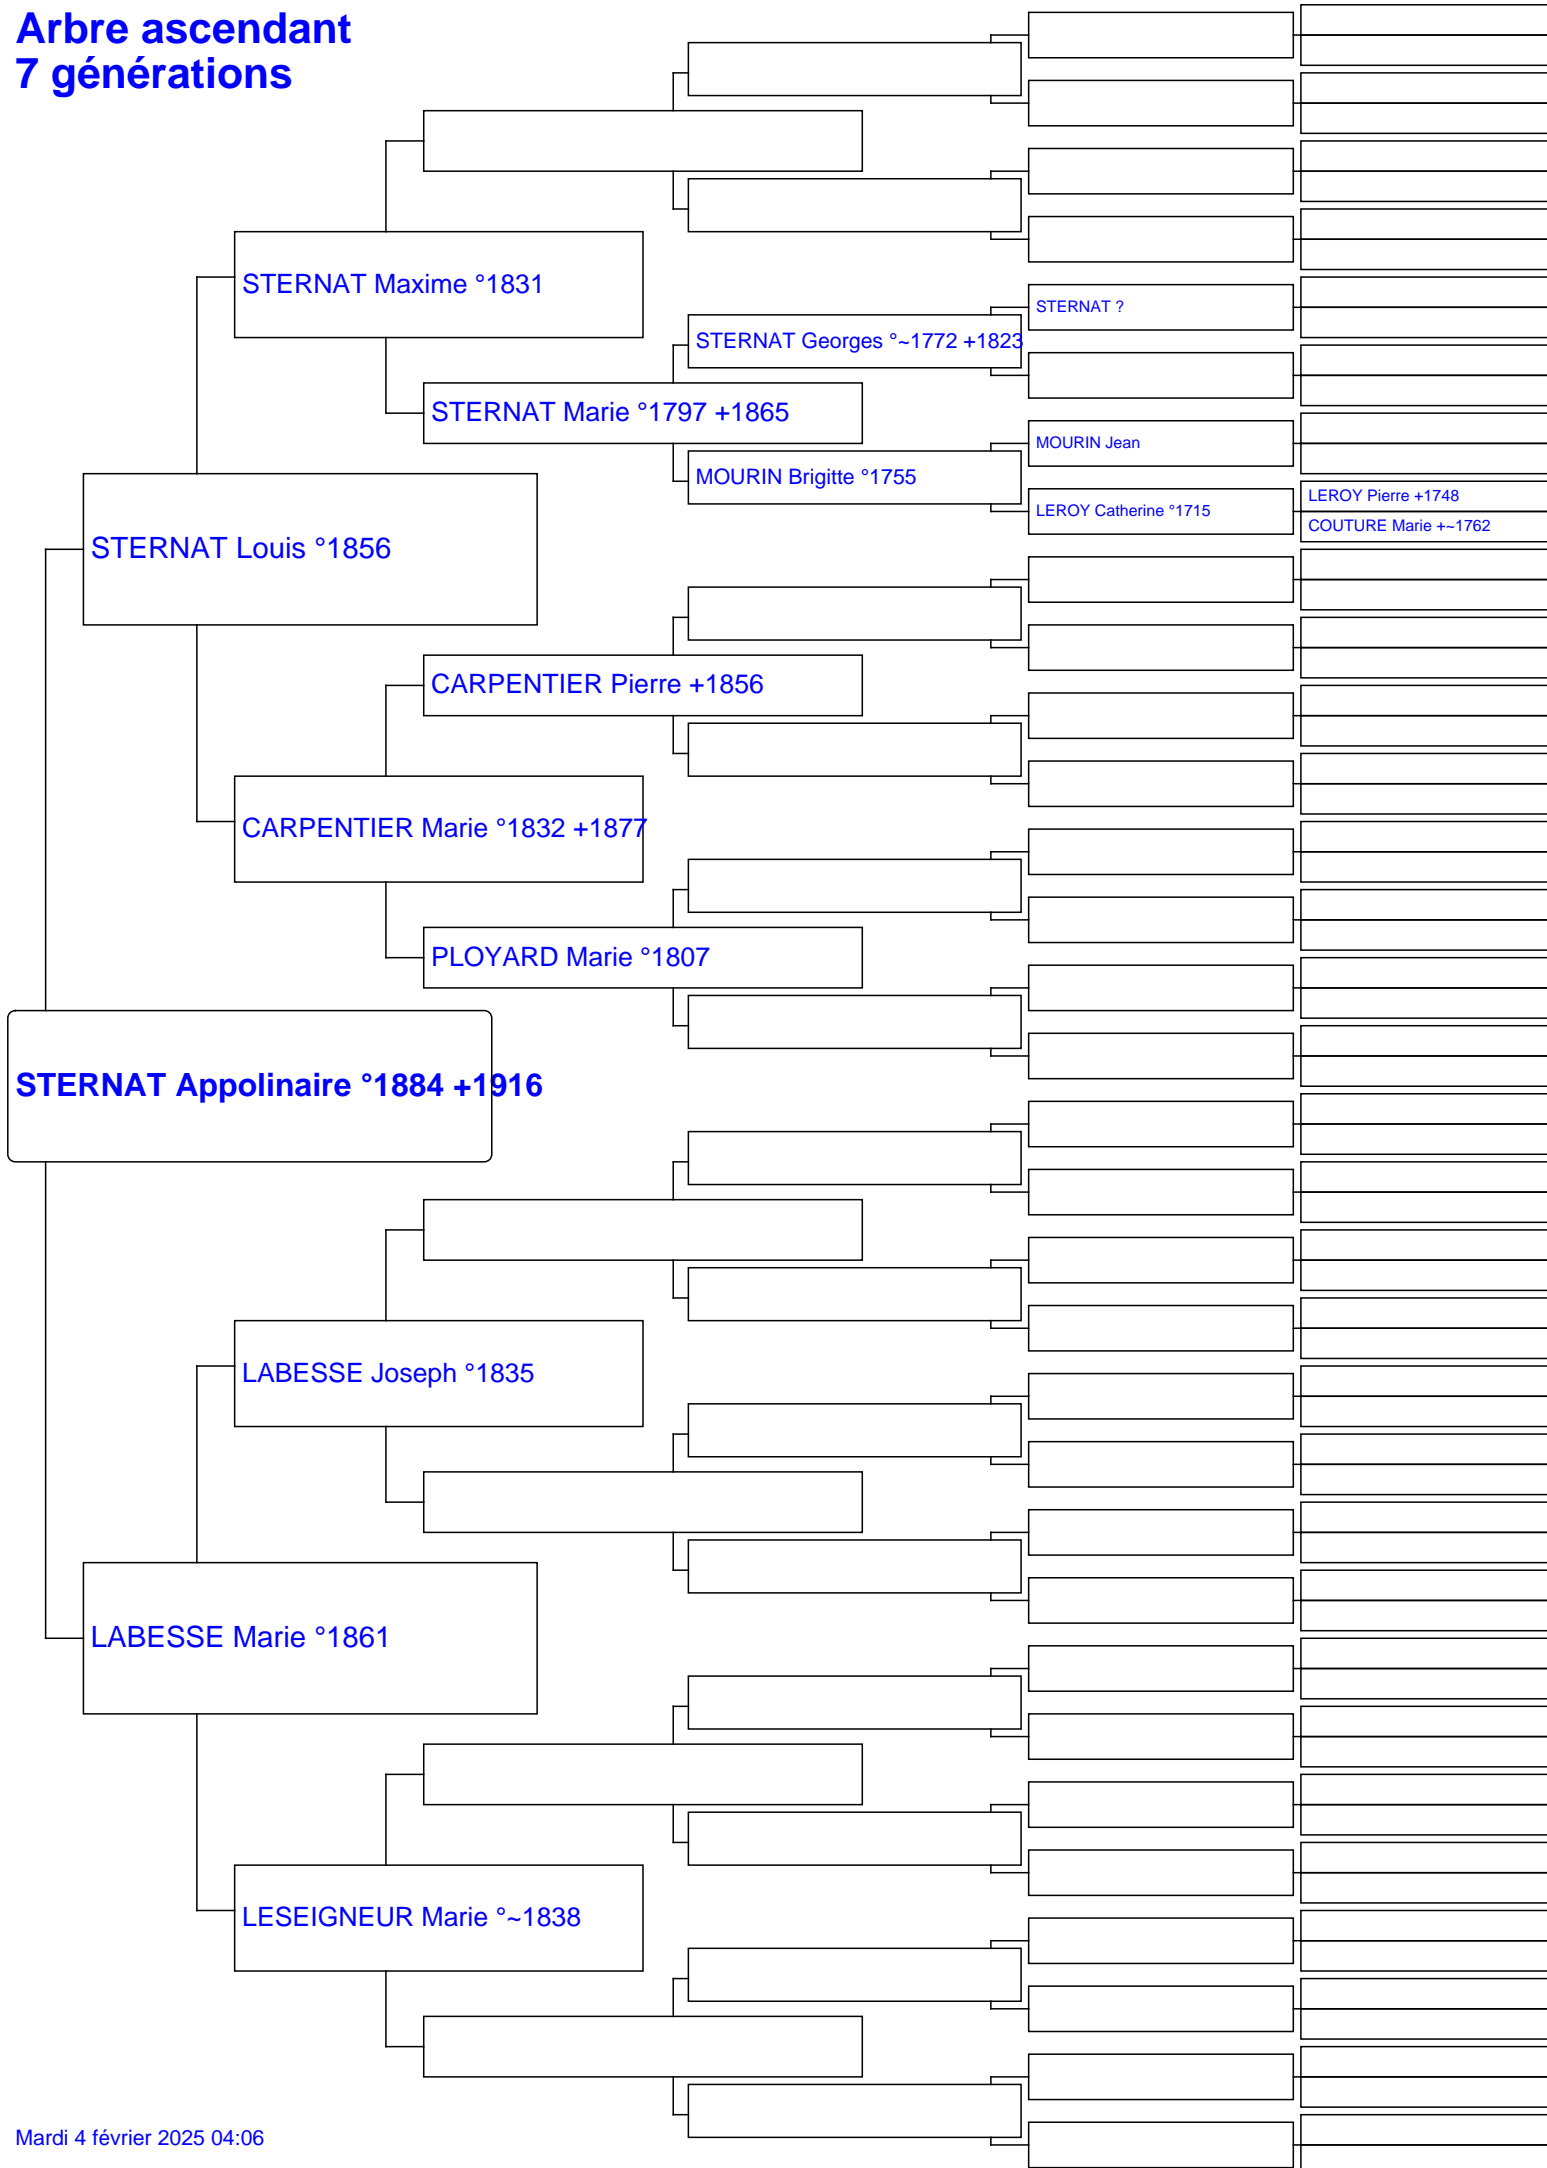 Arbre ascendant
7 générations
STERNAT Maxime °1831
STERNAT ?
STERNAT Georges °~1772 +1823
STERNAT Marie °1797 +1865
MOURIN Jean
MOURIN Brigitte °1755
LEROY Pierre +1748
LEROY Catherine °1715
COUTURE Marie +~1762
STERNAT Louis °1856
CARPENTIER Pierre +1856
CARPENTIER Marie °1832 +1877
PLOYARD Marie °1807
STERNAT Appolinaire °1884 +1916
LABESSE Joseph °1835
LABESSE Marie °1861
LESEIGNEUR Marie °~1838
Mardi 4 février 2025 04:06